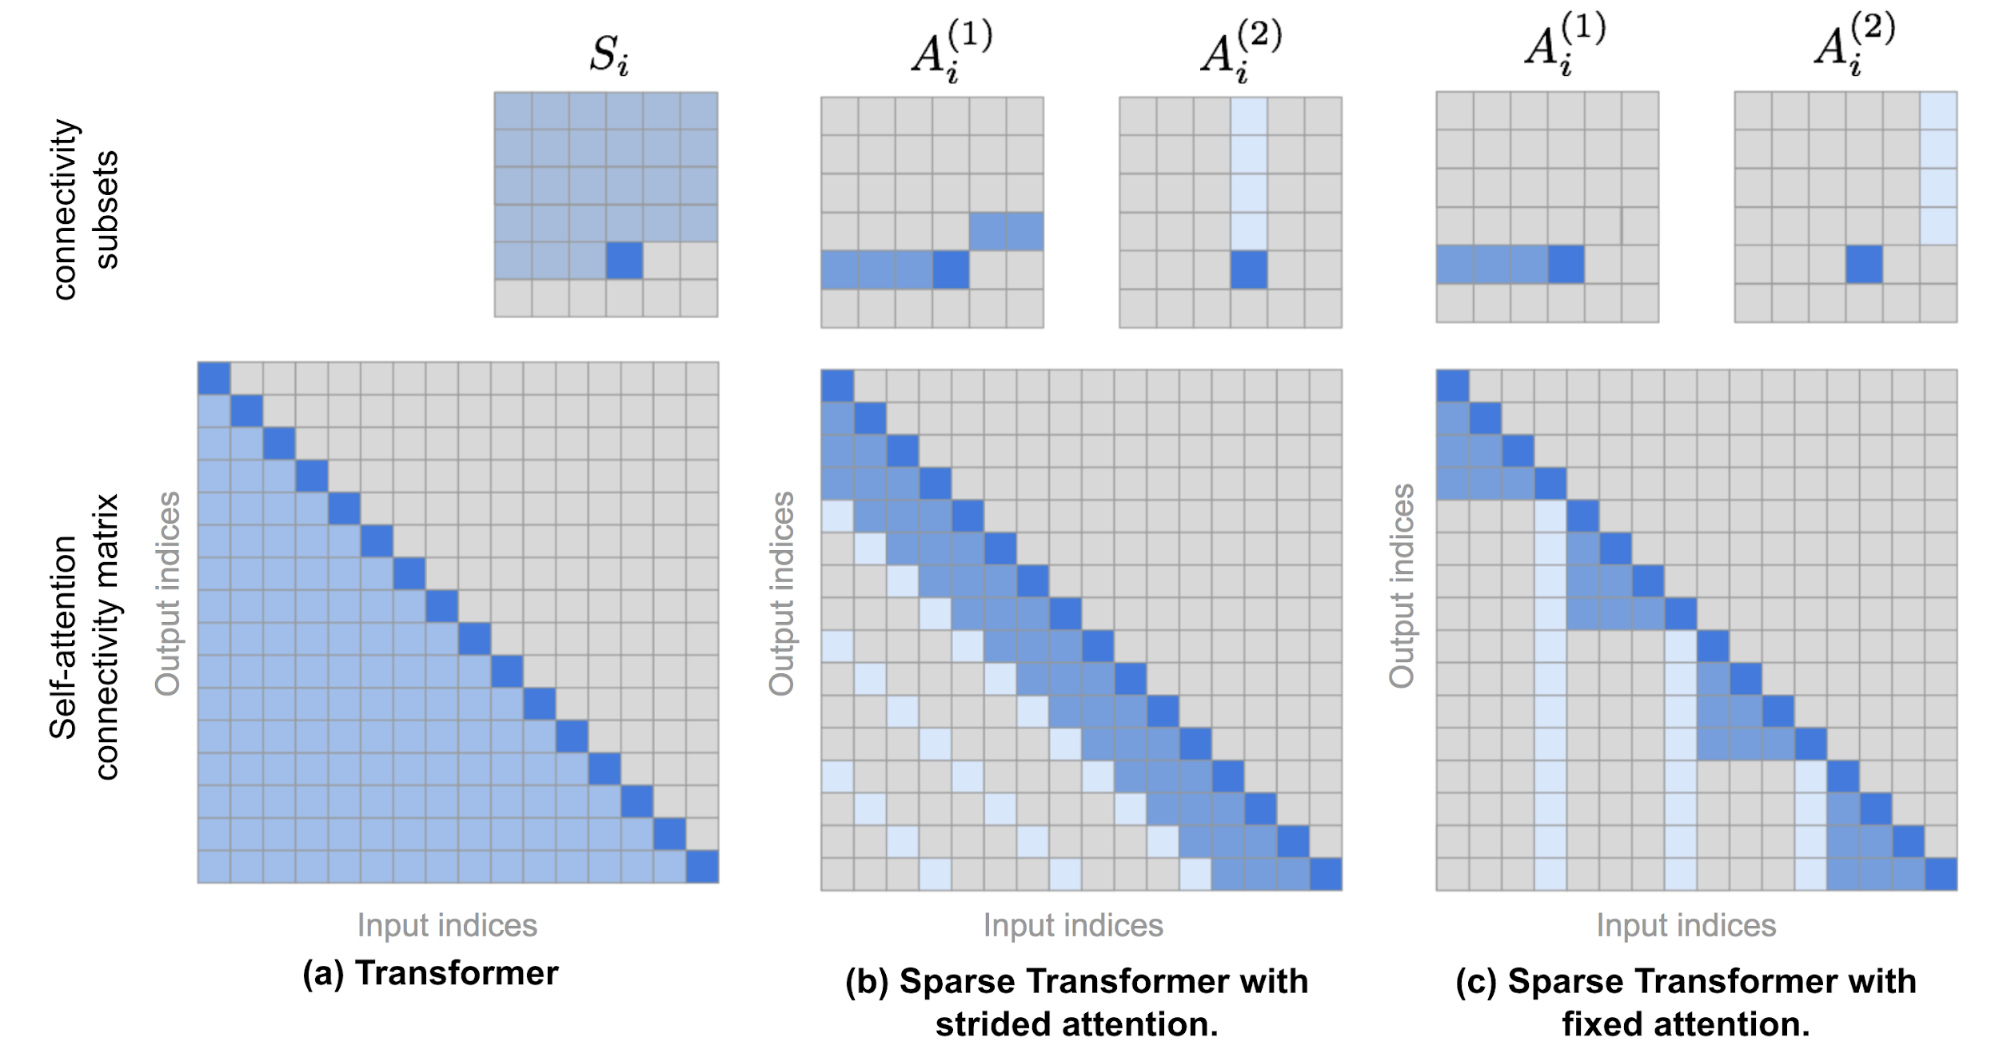 S_i
A_i^{(1)}
A_i^{(2)}
A_i^{(1)}
A_i^{(2)}
connectivity
subsets
Self-attention
connectivity matrix
Output indices
Output indices
Output indices
Input indices
Input indices
Input indices
(a) Transformer
(b) Sparse Transformer with
strided attention.
(c) Sparse Transformer with
fixed attention.